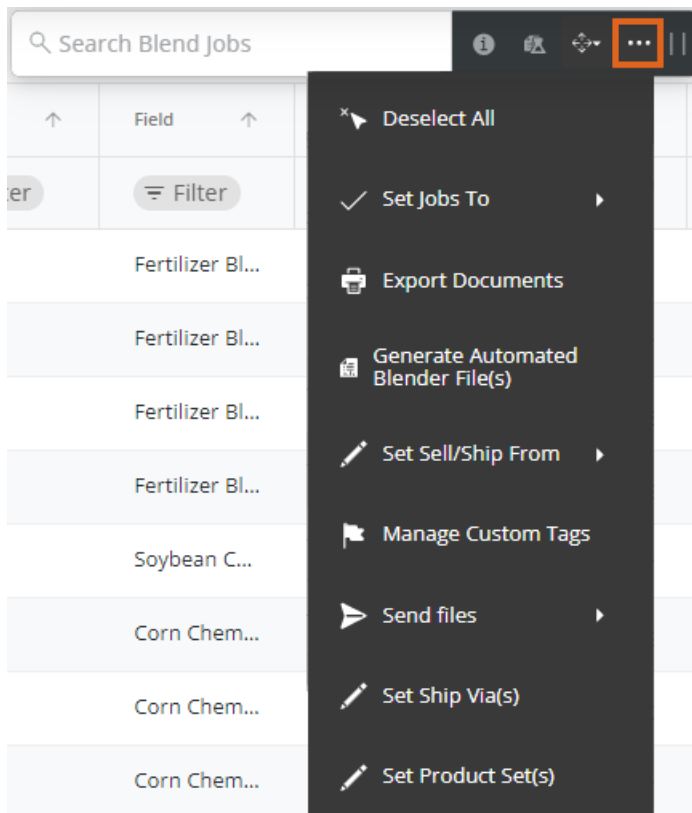 Search Blend Jobs
Field
er
Filter
Fertilizer Bl...
Fertilizer Bl...
Fertilizer Bl...
Fertilizer Bl...
Soybean C...
Corn Chem...
Corn Chem...
Corn Chem...
Deselect All
Set Jobs To
Export Documents
Generate Automated
Blender File(s)
Set Sell/Ship From
Manage Custom Tags
Send files
Set Ship Via(s)
Set Product Set(s)